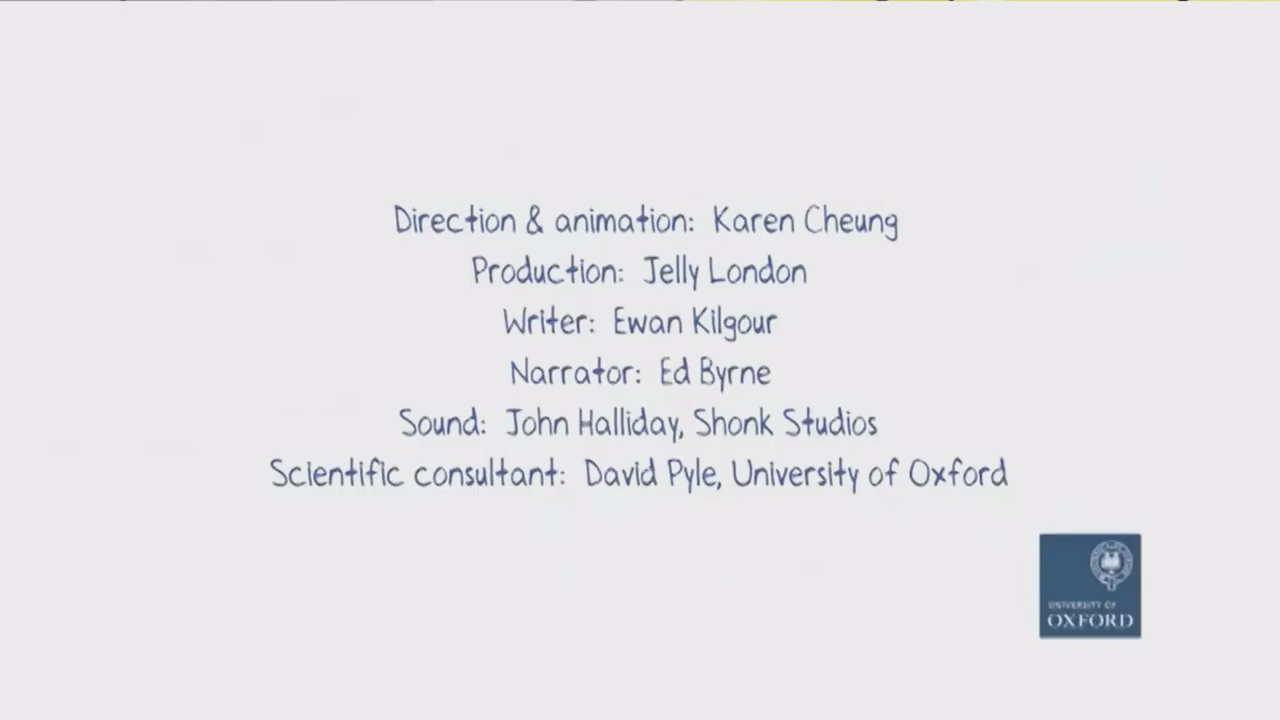 Direction & animation: Karen Cheung
Production: Jelly London
Writer: Ewan Kilgour
Narrator: Ed Byrne
Sound: John Halliday, Shonk Studios
Scientific consultant: David Pyle, University of Oxford
UNIVERSITY OF
OXFORD